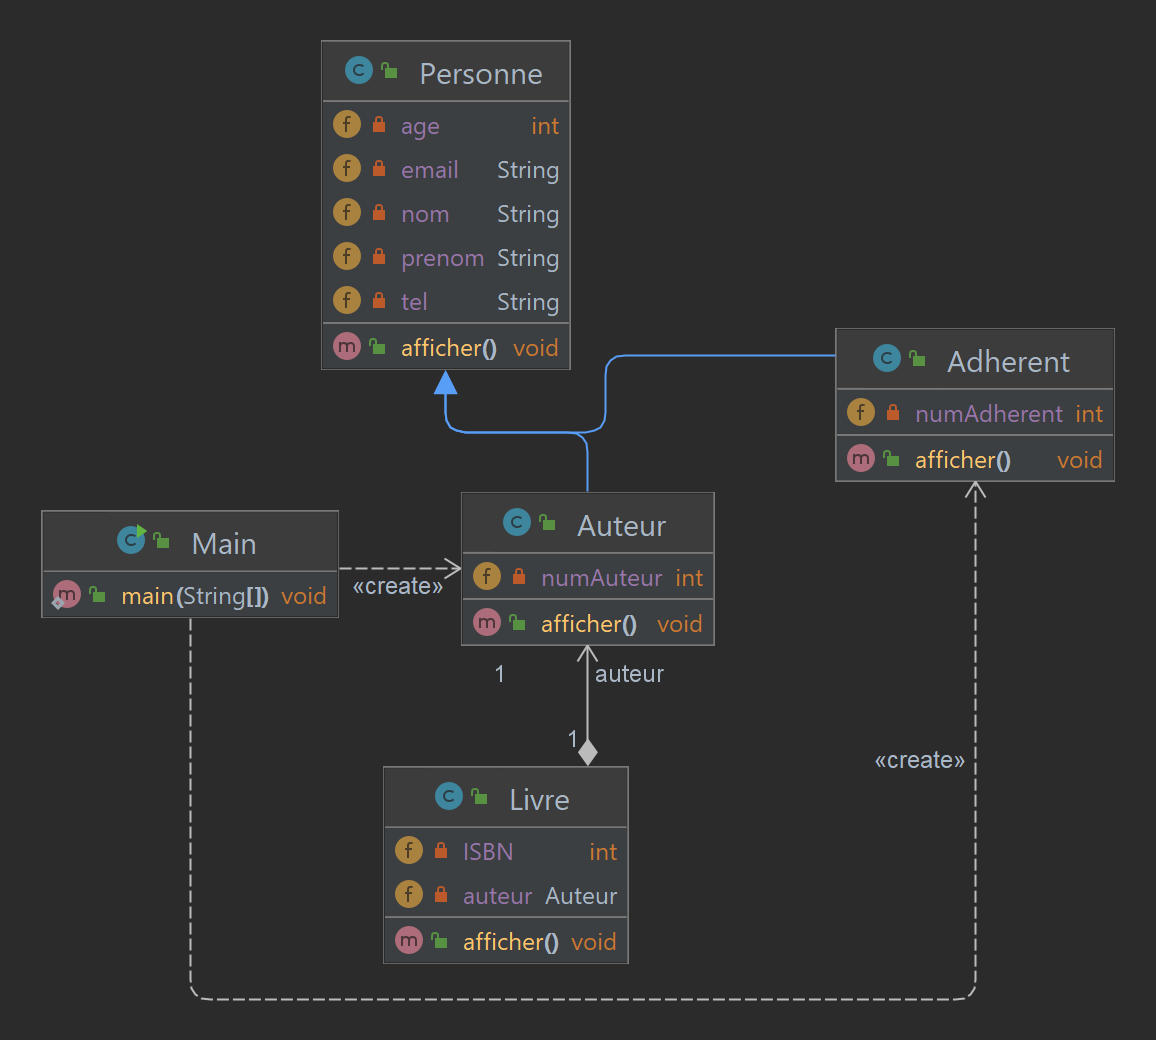 Personne
age int
email String
nom String
prenom String
tel String
afficher() void
Adherent
numAdherent int
afficher() void
Main
main(String[]) void
«create»
Auteur
numAuteur int
afficher() void
1 auteur
1
«create»
Livre
ISBN int
auteur Auteur
afficher() void